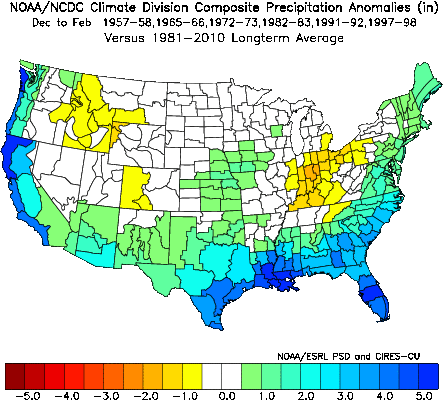 NOAA/NCDC Climate Division Composite Precipitation Anomalies (in)
Dec to Feb 1957-58,1965-66,1972-73,1982-83,1991-92,1997-98
Versus 1981-2010 Longterm Average
NOAA/ESRL PSD and CIRES-CU
-5.0 -4.0 -3.0 -2.0 -1.0 0.0 1.0 2.0 3.0 4.0 5.0